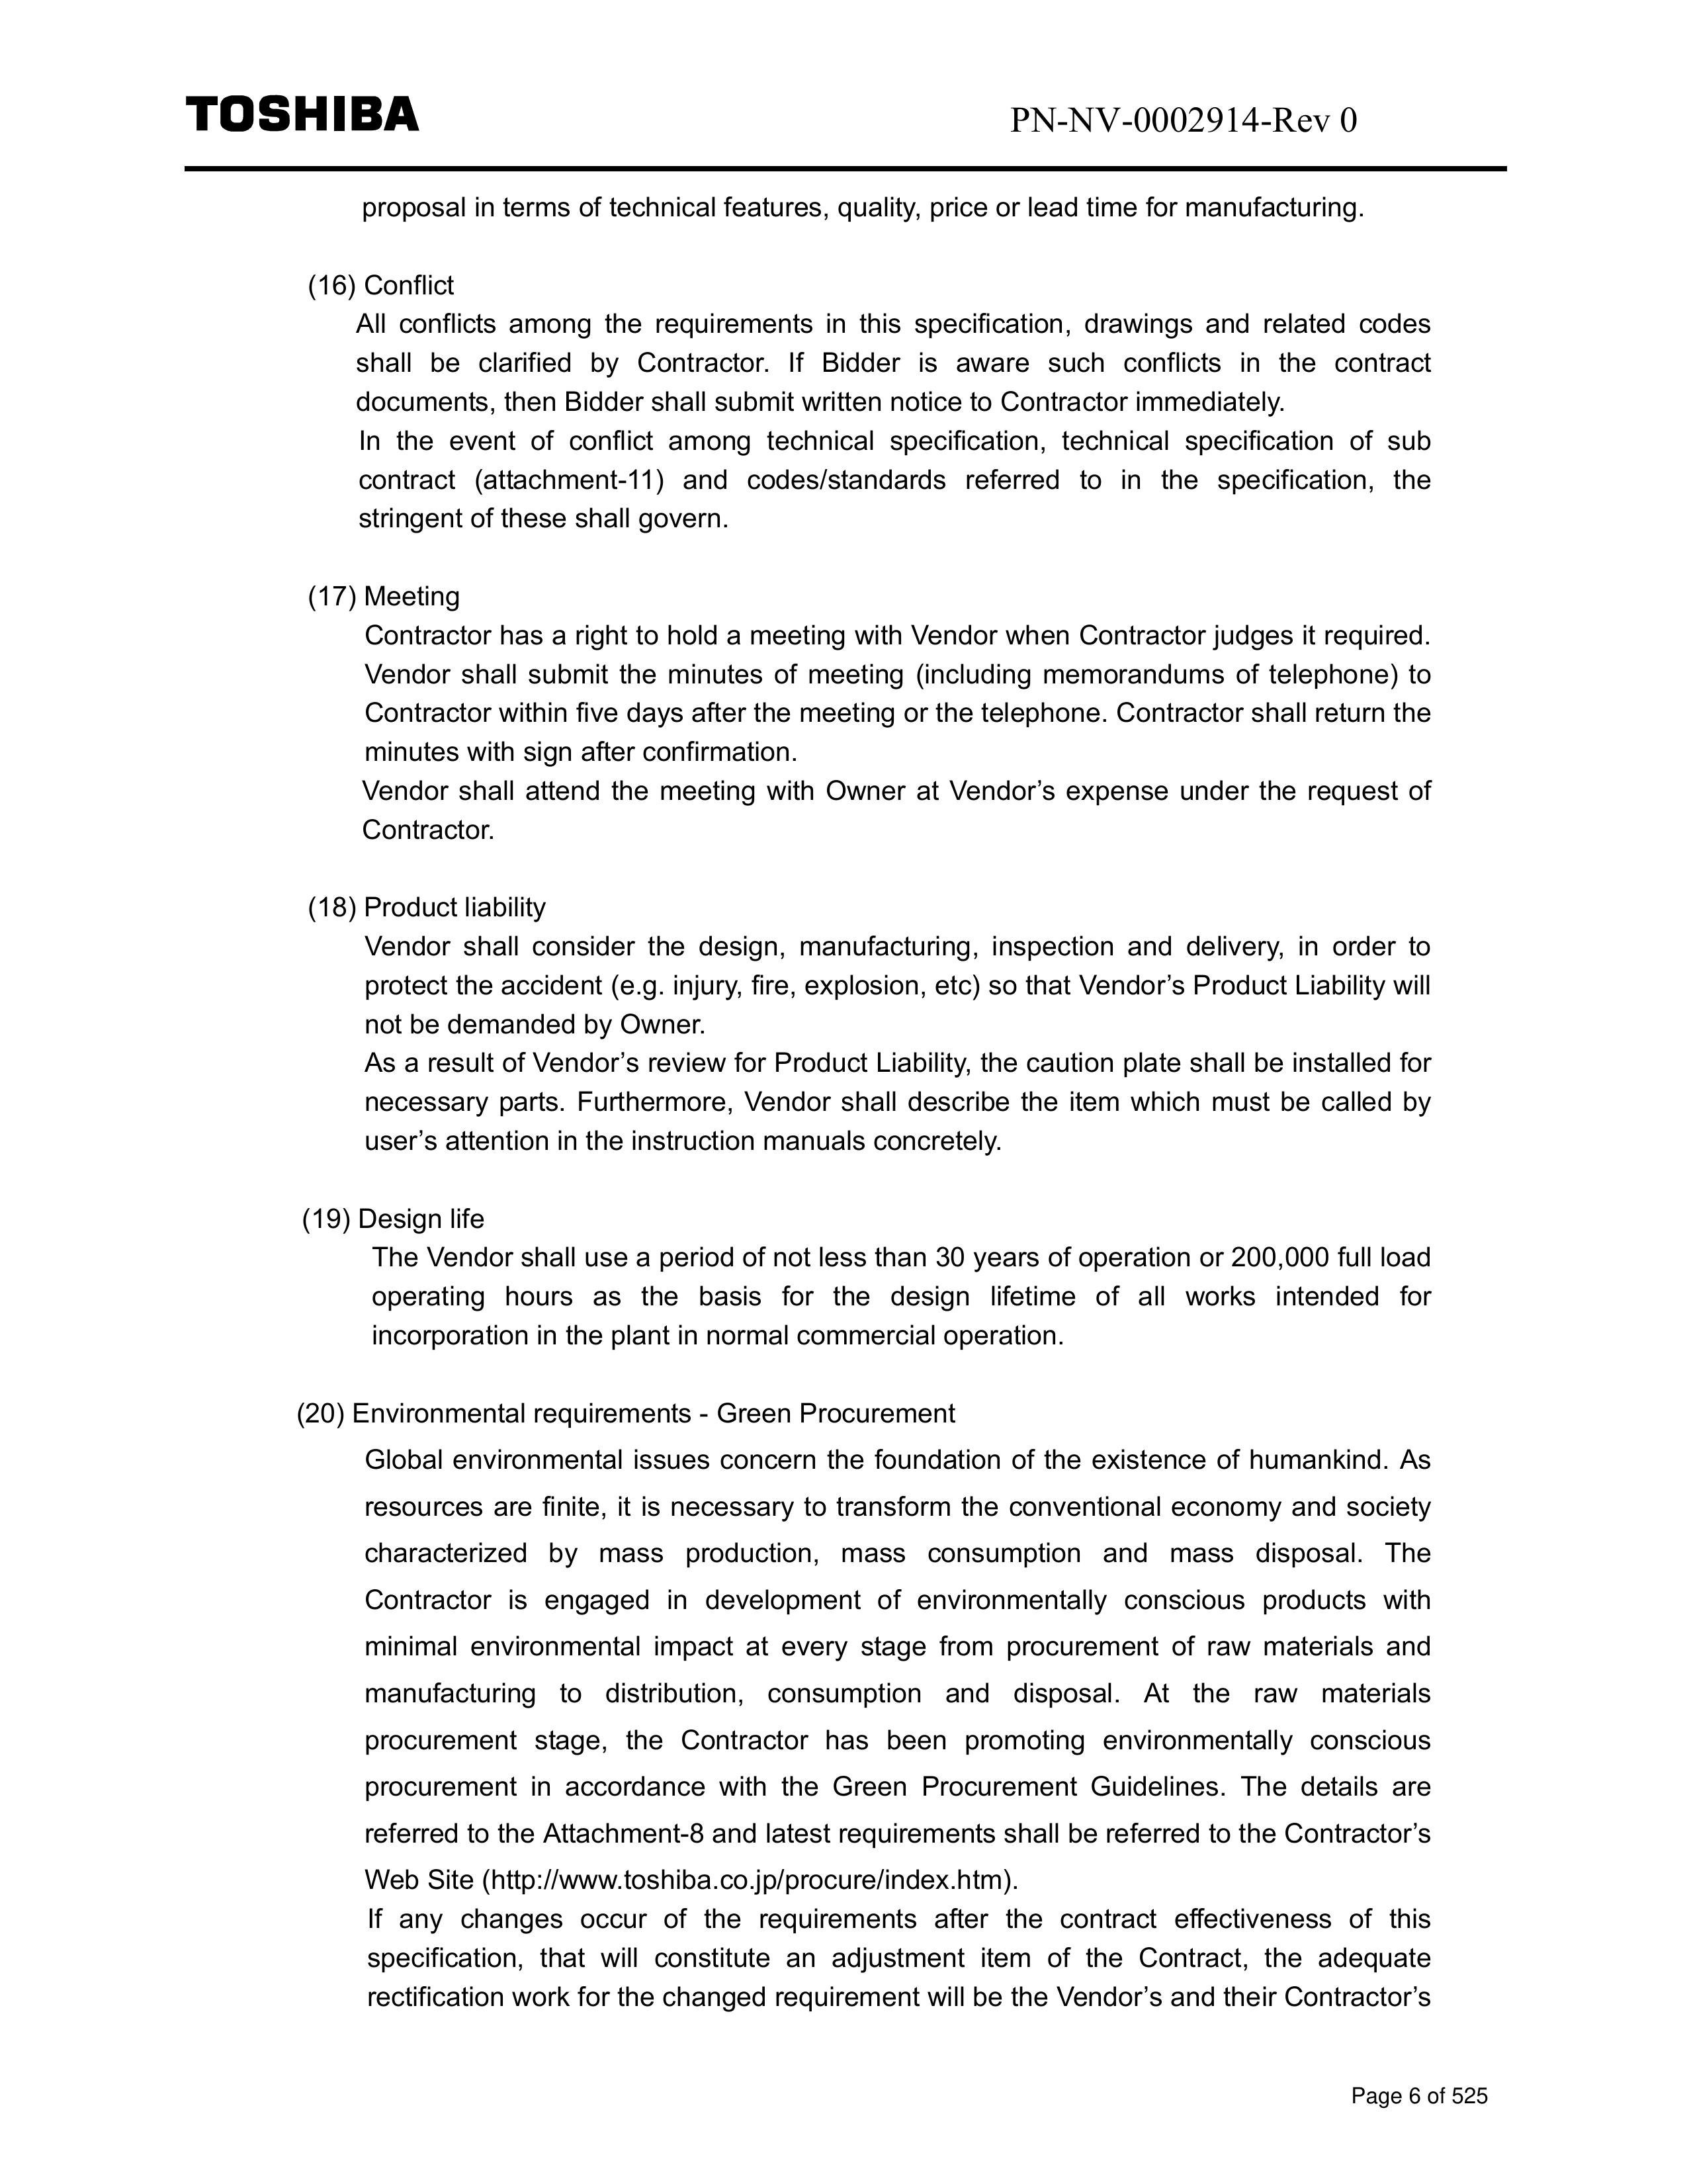 TOSHIBA
PN-NV-0002914-Rev 0
proposal in terms of technical features, quality, price or lead time for manufacturing.
(16) Conflict
All conflicts among the requirements in this specification, drawings and related codes
shall be clarified by Contractor. If Bidder is aware such conflicts in the contract
documents, then Bidder shall submit written notice to Contractor immediately.
In the event of conflict among technical specification, technical specification of sub
contract (attachment-11) and codes/standards referred to in the specification, the
stringent of these shall govern.
(17) Meeting
Contractor has a right to hold a meeting with Vendor when Contractor judges it required.
Vendor shall submit the minutes of meeting (including memorandums of telephone) to
Contractor within five days after the meeting or the telephone. Contractor shall return the
minutes with sign after confirmation.
Vendor shall attend the meeting with Owner at Vendor’s expense under the request of
Contractor.
(18) Product liability
Vendor shall consider the design, manufacturing, inspection and delivery, in order to
protect the accident (e.g. injury, fire, explosion, etc) so that Vendor’s Product Liability will
not be demanded by Owner.
As a result of Vendor’s review for Product Liability, the caution plate shall be installed for
necessary parts. Furthermore, Vendor shall describe the item which must be called by
user’s attention in the instruction manuals concretely.
(19) Design life
The Vendor shall use a period of not less than 30 years of operation or 200,000 full load
operating hours as the basis for the design lifetime of all works intended for
incorporation in the plant in normal commercial operation.
(20) Environmental requirements - Green Procurement
Global environmental issues concern the foundation of the existence of humankind. As
resources are finite, it is necessary to transform the conventional economy and society
characterized by mass production, mass consumption and mass disposal. The
Contractor is engaged in development of environmentally conscious products with
minimal environmental impact at every stage from procurement of raw materials and
manufacturing to distribution, consumption and disposal. At the raw materials
procurement stage, the Contractor has been promoting environmentally conscious
procurement in accordance with the Green Procurement Guidelines. The details are
referred to the Attachment-8 and latest requirements shall be referred to the Contractor’s
Web Site (http://www.toshiba.co.jp/procure/index.htm).
If any changes occur of the requirements after the contract effectiveness of this
specification, that will constitute an adjustment item of the Contract, the adequate
rectification work for the changed requirement will be the Vendor’s and their Contractor’s
Page 6 of 525